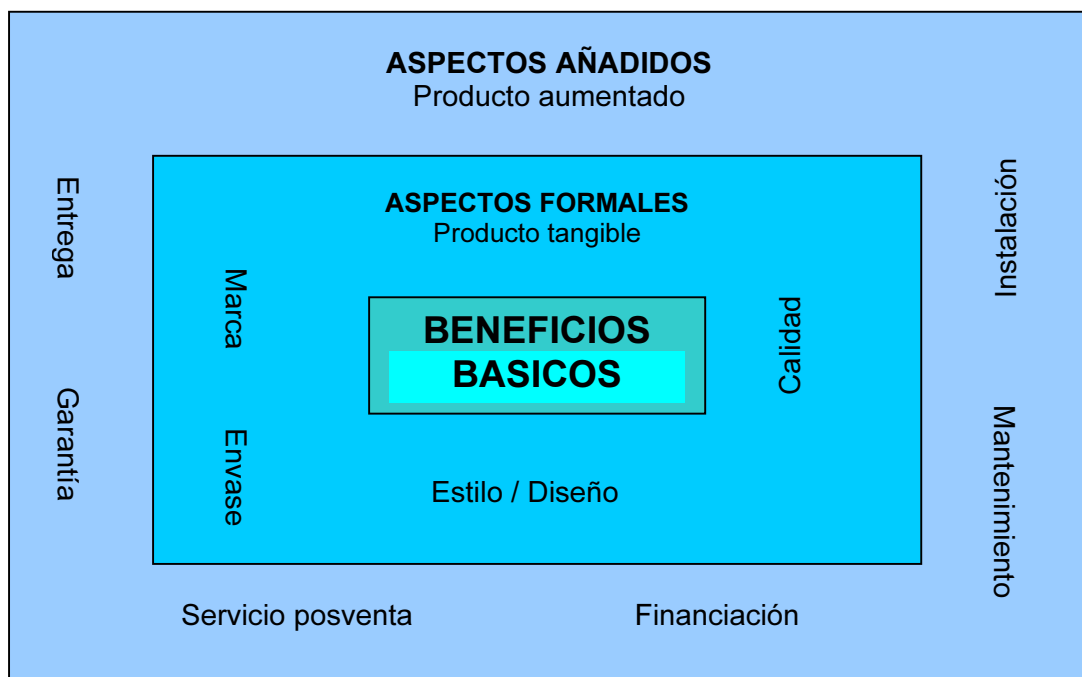 ASPECTOS AÑADIDOS
Producto aumentado
Entrega
Garantía
Instalación
Mantenimiento
ASPECTOS FORMALES
Producto tangible
Marca
Envase
Calidad
BENEFICIOS
BASICOS
Estilo / Diseño
Servicio posventa
Financiación